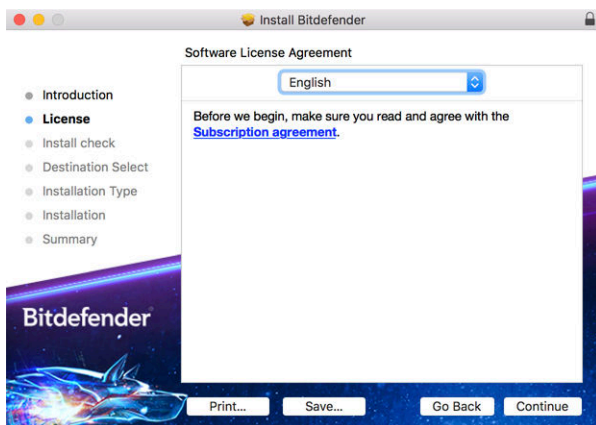 Install Bitdefender
Software License Agreement
English
Introduction
License
Install check
Destination Select
Installation Type
Installation
Summary
Before we begin, make sure you read and agree with the
Subscription agreement.
Bitdefender
Print...
Save...
Go Back
Continue